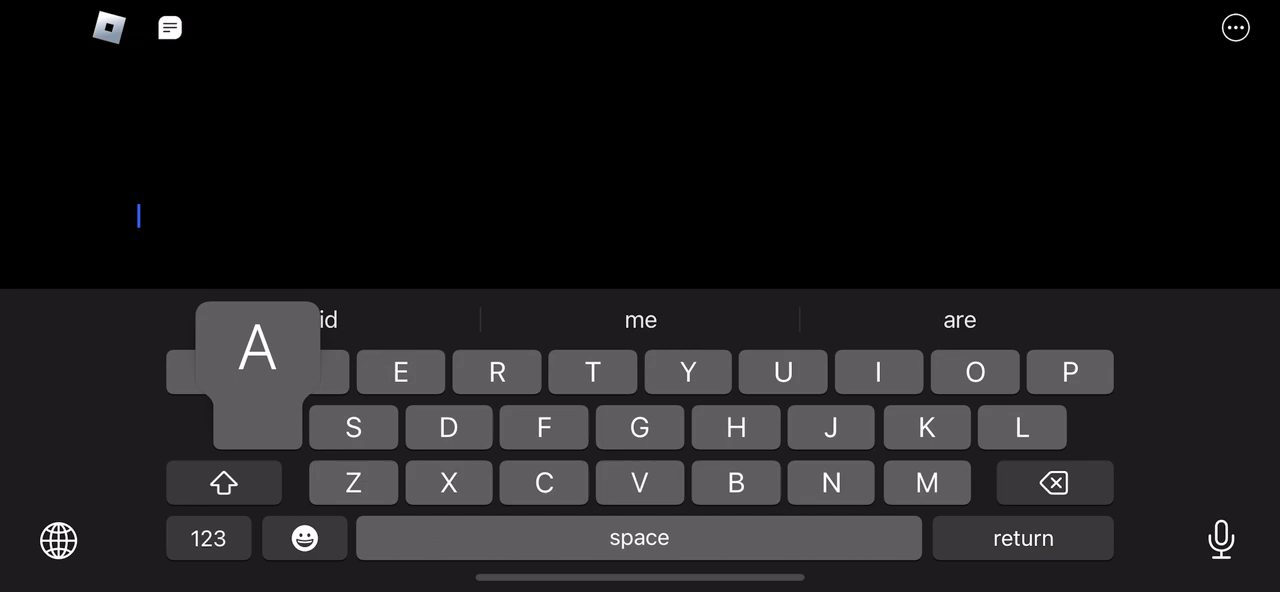 id me are
A
E R T Y U I O P
S D F G H J K L
Z X C V B N M
123 space return